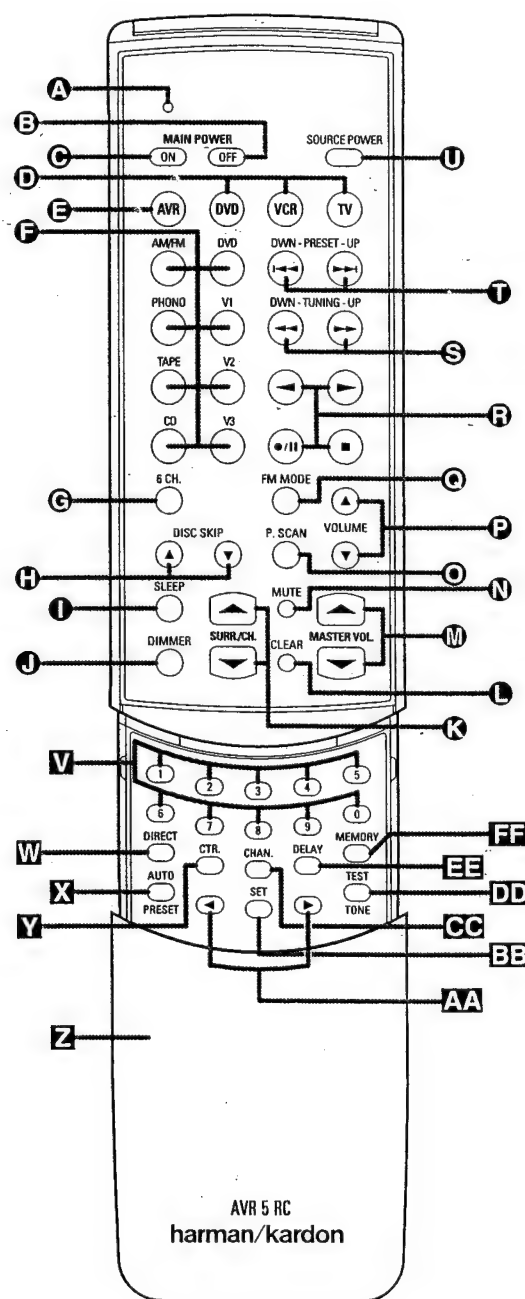 A
B
MAIN POWER
SOURCE POWER
C
ON
OFF
U
D
E
AVR
DVD
VCR
TV
F
AM/FM
DVD
DWN - PRESET - UP
T
PHONO
V1
DWN - TUNING - UP
S
TAPE
V2
R
CD
V3
6 CH.
FM MODE
Q
G
P
DISC SKIP
P. SCAN
VOLUME
H
O
SLEEP
MUTE
N
I
M
DIMMER
SURR./CH.
CLEAR
MASTER VOL.
J
L
K
V
1
2
3
4
5
6
7
8
9
0
DIRECT
CTR.
CHAN.
DELAY
MEMORY
FF
W
EE
AUTO
TEST
X
PRESET
SET
TONE
DD
Y
CC
BB
AA
Z
AVR 5 RC
harman/kardon